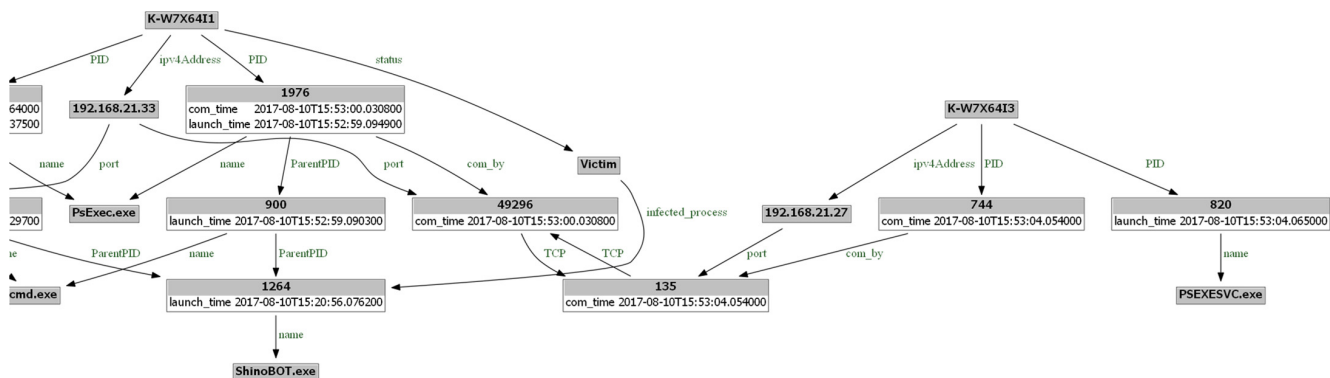 K-W7X64I1
PID
ipv4Address
PID
status
64000
37500
192.168.21.33
1976
com_time 2017-08-10T15:53:00.030800
launch_time 2017-08-10T15:52:59.094900
K-W7X64I3
name
port
name
ParentPID
port
com_by
Victim
ipv4Address
PID
PID
29700
PsExec.exe
900
launch_time 2017-08-10T15:52:59.090300
49296
com_time 2017-08-10T15:53:00.030800
infected_process
192.168.21.27
744
com_time 2017-08-10T15:53:04.054000
820
launch_time 2017-08-10T15:53:04.065000
me
ParentPID
name
ParentPID
TCP
TCP
port
com_by
name
cmd.exe
1264
launch_time 2017-08-10T15:20:56.076200
135
com_time 2017-08-10T15:53:04.054000
PSEXESVC.exe
name
ShinoBOT.exe